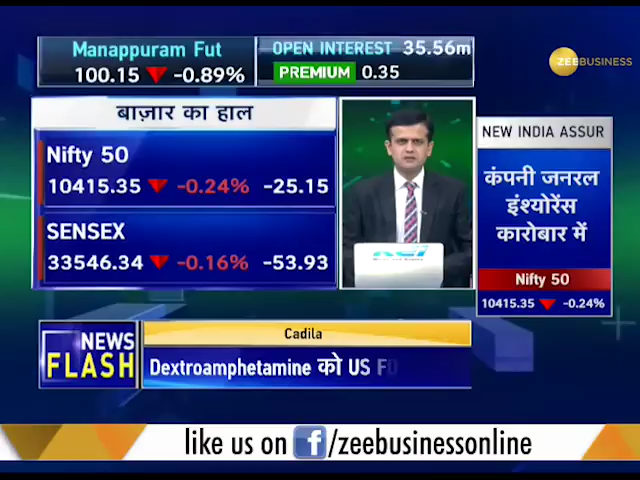 Manappuram Fut
100.15 -0.89%
OPEN INTEREST 35.56m
PREMIUM 0.35
ZEEBUSINESS
बाज़ार का हाल
Nifty 50
10415.35 -0.24% -25.15
SENSEX
33546.34 -0.16% -53.93
NEW INDIA ASSUR
कंपनी जनरल
इंश्योरेंस
कारोबार में
Nifty 50
10415.35 -0.24%
NEWS
FLASH
Cadila
Dextroamphetamine को US
like us on f/zeebusinessonline